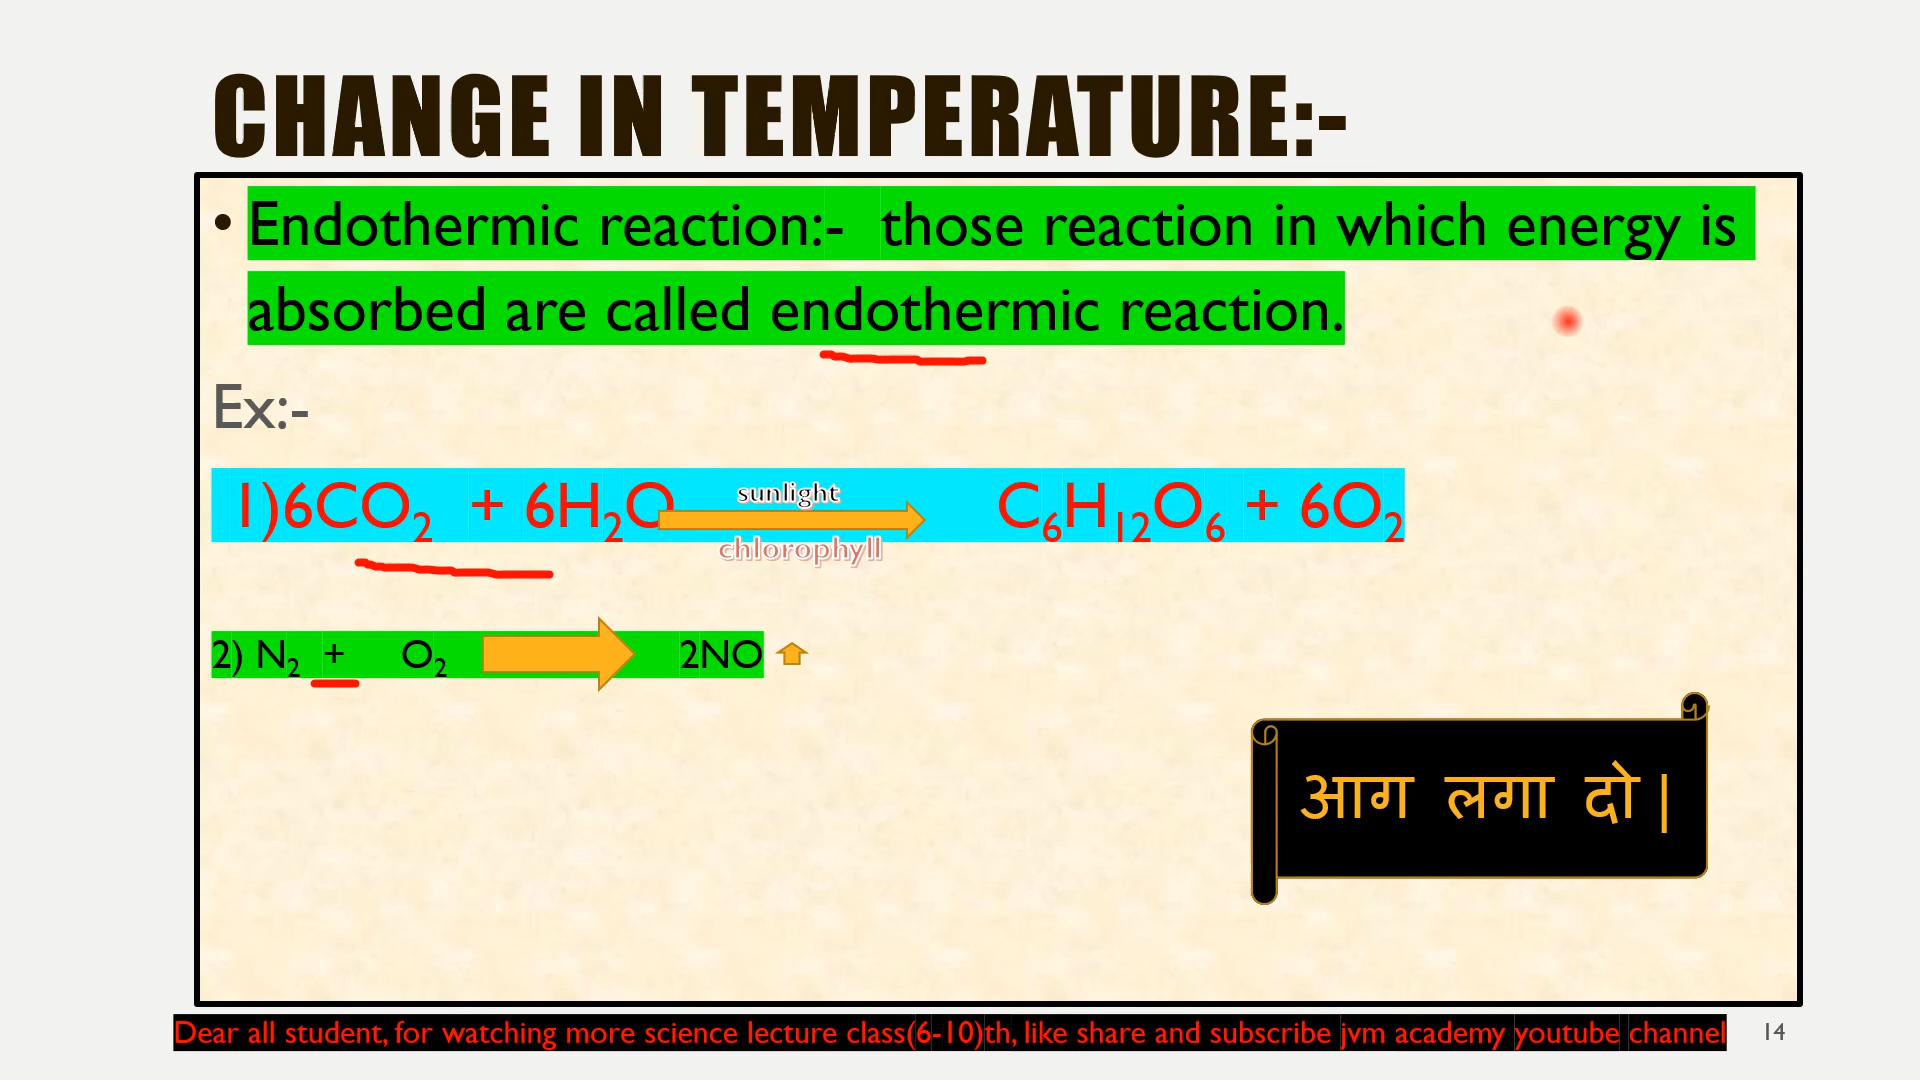 CHANGE IN TEMPERATURE:-
• Endothermic reaction:- those reaction in which energy is
absorbed are called endothermic reaction.
Ex:-
1)6CO₂ + 6H₂O sunlight C₆H₁₂O₆ + 6O₂
chlorophyll
2) N₂ + O₂ 2NO
आग लगा दो |
Dear all student, for watching more science lecture class(6-10)th, like share and subscribe jvm academy youtube channel
14